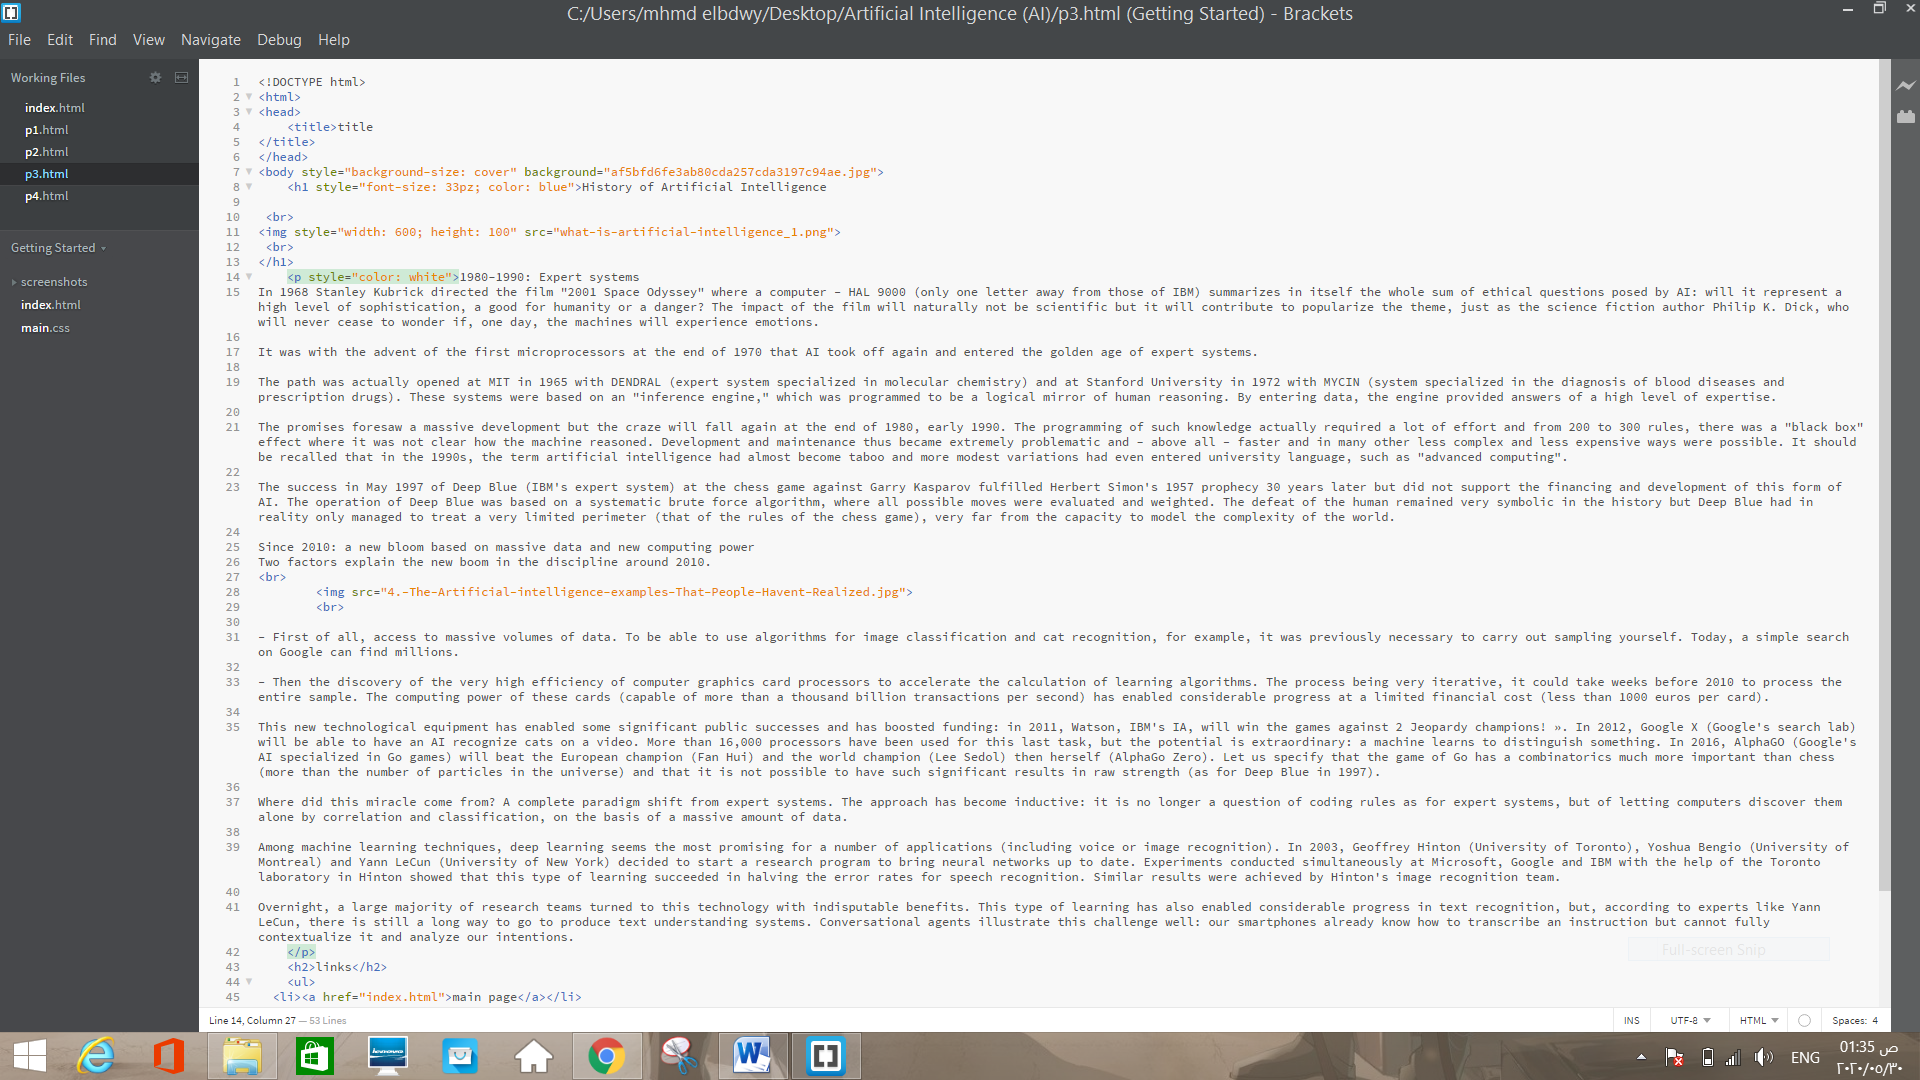 C:/Users/mhmd elbdwy/Desktop/Artificial Intelligence (AI)/p3.html (Getting Started) - Brackets
File Edit Find View Navigate Debug Help
Working Files
index.html
p1.html
p2.html
p3.html
p4.html
Getting Started
screenshots
index.html
main.css
1 <!DOCTYPE html>
2 <html>
3 <head>
4 <title>title
5 </title>
6 </head>
7 <body style="background-size: cover" background="af5bfd6fe3ab80cda257cda3197c94ae.jpg">
8 <h1 style="font-size: 33pz; color: blue">History of Artificial Intelligence
9
10 <br>
11 <img style="width: 600; height: 100" src="what-is-artificial-intelligence_1.png">
12 <br>
13 </h1>
14 <p style="color: white">1980-1990: Expert systems
15 In 1968 Stanley Kubrick directed the film "2001 Space Odyssey" where a computer – HAL 9000 (only one letter away from those of IBM) summarizes in itself the whole sum of ethical questions posed by AI: will it represent a
high level of sophistication, a good for humanity or a danger? The impact of the film will naturally not be scientific but it will contribute to popularize the theme, just as the science fiction author Philip K. Dick, who
will never cease to wonder if, one day, the machines will experience emotions.
16
17 It was with the advent of the first microprocessors at the end of 1970 that AI took off again and entered the golden age of expert systems.
18
19 The path was actually opened at MIT in 1965 with DENDRAL (expert system specialized in molecular chemistry) and at Stanford University in 1972 with MYCIN (system specialized in the diagnosis of blood diseases and
prescription drugs). These systems were based on an "inference engine," which was programmed to be a logical mirror of human reasoning. By entering data, the engine provided answers of a high level of expertise.
20
21 The promises foresaw a massive development but the craze will fall again at the end of 1980, early 1990. The programming of such knowledge actually required a lot of effort and from 200 to 300 rules, there was a "black box"
effect where it was not clear how the machine reasoned. Development and maintenance thus became extremely problematic and – above all – faster and in many other less complex and less expensive ways were possible. It should
be recalled that in the 1990s, the term artificial intelligence had almost become taboo and more modest variations had even entered university language, such as "advanced computing".
22
23 The success in May 1997 of Deep Blue (IBM's expert system) at the chess game against Garry Kasparov fulfilled Herbert Simon's 1957 prophecy 30 years later but did not support the financing and development of this form of
AI. The operation of Deep Blue was based on a systematic brute force algorithm, where all possible moves were evaluated and weighted. The defeat of the human remained very symbolic in the history but Deep Blue had in
reality only managed to treat a very limited perimeter (that of the rules of the chess game), very far from the capacity to model the complexity of the world.
24
25 Since 2010: a new bloom based on massive data and new computing power
26 Two factors explain the new boom in the discipline around 2010.
27 <br>
28 <img src="4.-The-Artificial-intelligence-examples-That-People-Havent-Realized.jpg">
29 <br>
30
31 – First of all, access to massive volumes of data. To be able to use algorithms for image classification and cat recognition, for example, it was previously necessary to carry out sampling yourself. Today, a simple search
on Google can find millions.
32
33 – Then the discovery of the very high efficiency of computer graphics card processors to accelerate the calculation of learning algorithms. The process being very iterative, it could take weeks before 2010 to process the
entire sample. The computing power of these cards (capable of more than a thousand billion transactions per second) has enabled considerable progress at a limited financial cost (less than 1000 euros per card).
34
35 This new technological equipment has enabled some significant public successes and has boosted funding: in 2011, Watson, IBM's IA, will win the games against 2 Jeopardy champions! ». In 2012, Google X (Google's search lab)
will be able to have an AI recognize cats on a video. More than 16,000 processors have been used for this last task, but the potential is extraordinary: a machine learns to distinguish something. In 2016, AlphaGO (Google's
AI specialized in Go games) will beat the European champion (Fan Hui) and the world champion (Lee Sedol) then herself (AlphaGo Zero). Let us specify that the game of Go has a combinatorics much more important than chess
(more than the number of particles in the universe) and that it is not possible to have such significant results in raw strength (as for Deep Blue in 1997).
36
37 Where did this miracle come from? A complete paradigm shift from expert systems. The approach has become inductive: it is no longer a question of coding rules as for expert systems, but of letting computers discover them
alone by correlation and classification, on the basis of a massive amount of data.
38
39 Among machine learning techniques, deep learning seems the most promising for a number of applications (including voice or image recognition). In 2003, Geoffrey Hinton (University of Toronto), Yoshua Bengio (University of
Montreal) and Yann LeCun (University of New York) decided to start a research program to bring neural networks up to date. Experiments conducted simultaneously at Microsoft, Google and IBM with the help of the Toronto
laboratory in Hinton showed that this type of learning succeeded in halving the error rates for speech recognition. Similar results were achieved by Hinton's image recognition team.
40
41 Overnight, a large majority of research teams turned to this technology with indisputable benefits. This type of learning has also enabled considerable progress in text recognition, but, according to experts like Yann
LeCun, there is still a long way to go to produce text understanding systems. Conversational agents illustrate this challenge well: our smartphones already know how to transcribe an instruction but cannot fully
contextualize it and analyze our intentions.
42 </p>
Full-screen Snip
43 <h2>links</h2>
44 <ul>
45 <li><a href="index.html">main page</a></li>
Line 14, Column 27 — 53 Lines
INS UTF-8 HTML Spaces: 4
lenovo
ENG
01:35 ص
٢٠٢٠/٠٥/٣٠